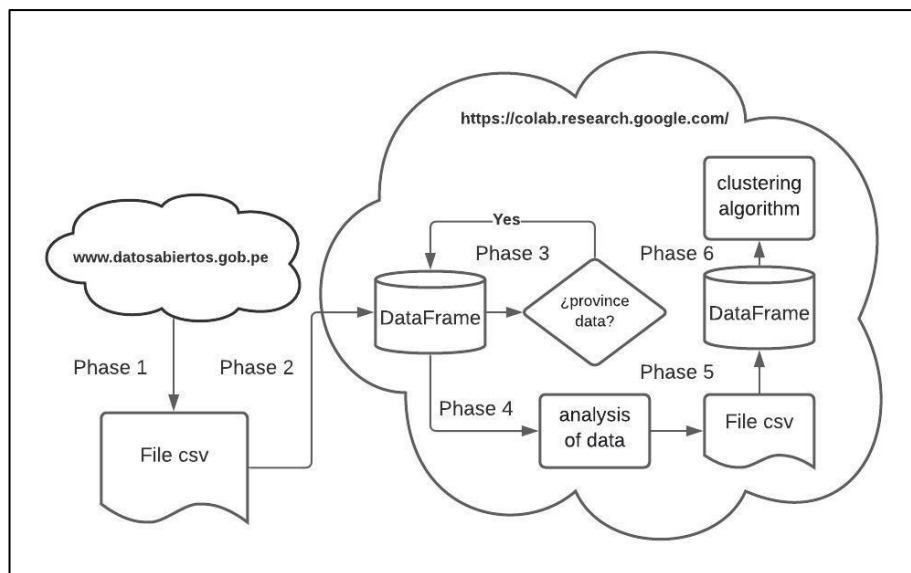 https://colab.research.google.com/
www.datosabiertos.gob.pe
Phase 1
File csv
Phase 2
DataFrame
Yes
Phase 3
¿province
data?
Phase 4
analysis
of data
File csv
Phase 5
DataFrame
Phase 6
clustering
algorithm